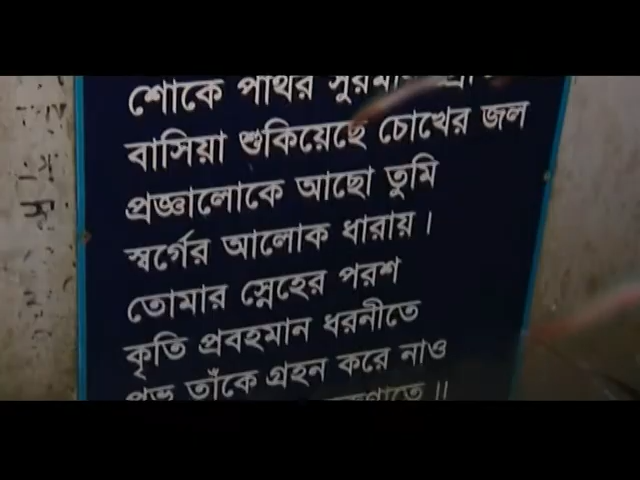 শোকে পাথর
বাসিয়া শুকিয়েছে চোখের জল
প্রজ্ঞালোকে আছো তুমি
স্বর্গের আলোক ধারায়।
তোমার স্নেহের পরশ
কৃতি প্রবহমান ধরনীতে
প্রভু তাঁকে গ্রহন করে নাও